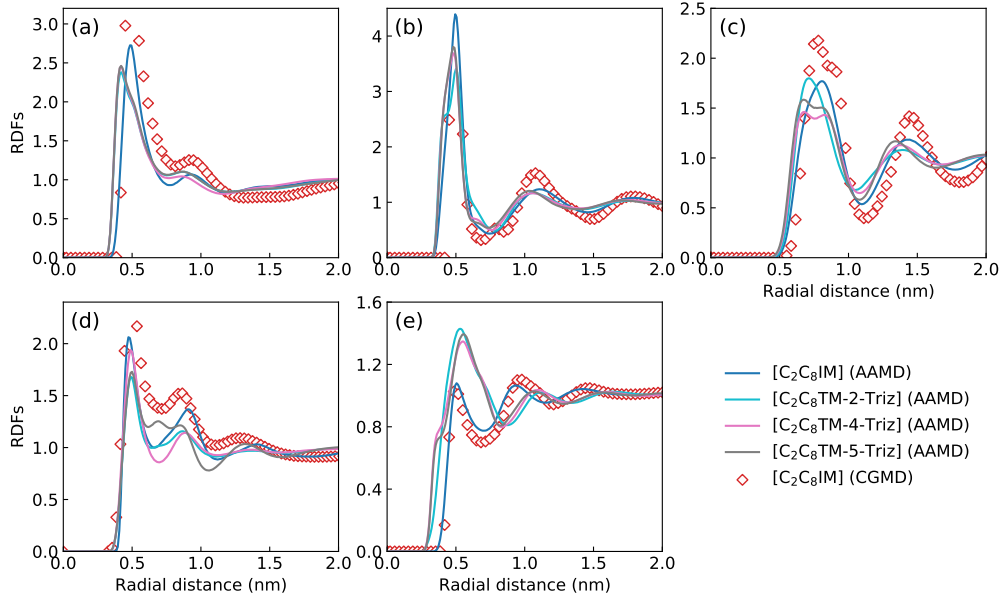 (a)
RDFs
3.0
2.5
2.0
1.5
1.0
0.5
0.0
0.0 0.5 1.0 1.5 2.0
(b)
4
3
2
1
0
0.0 0.5 1.0 1.5 2.0
(c)
2.5
2.0
1.5
1.0
0.5
0.0
0.0 0.5 1.0 1.5 2.0
Radial distance (nm)
(d)
RDFs
2.0
1.5
1.0
0.5
0.0
0.0 0.5 1.0 1.5 2.0
Radial distance (nm)
(e)
1.6
1.2
0.8
0.4
0.0
0.0 0.5 1.0 1.5 2.0
Radial distance (nm)
[C₂C₈IM] (AAMD)
[C₂C₈TM-2-Triz] (AAMD)
[C₂C₈TM-4-Triz] (AAMD)
[C₂C₈TM-5-Triz] (AAMD)
[C₂C₈IM] (CGMD)